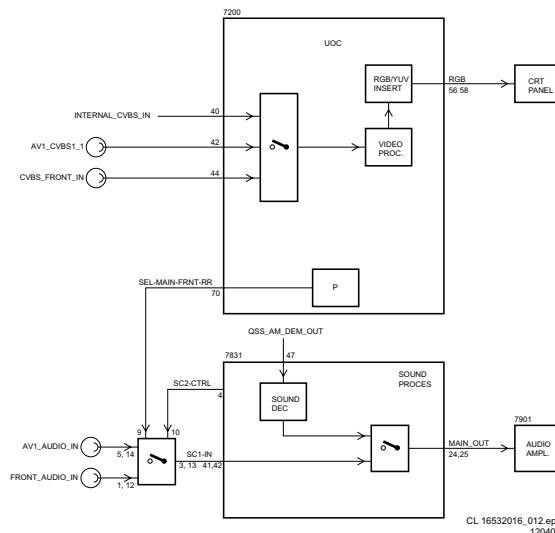 7200
UOC
RGB/YUV
INSERT
RGB
56 58
CRT
PANEL
INTERNAL_CVBS_IN
40
AV1_CVBS1_1
42
VIDEO
PROC.
CVBS_FRONT_IN
44
SEL-MAIN-FRNT-RR
70
P
QSS_AM_DEM_OUT
47
7831
SOUND
PROCES
SC2-CTRL
4
SOUND
DEC
9
10
7901
AV1_AUDIO_IN
5, 14
SC1-IN
3, 13
41,42
MAIN_OUT
24,25
AUDIO
AMPL.
FRONT_AUDIO_IN
1, 12
CL 16532016_012.ep
12040